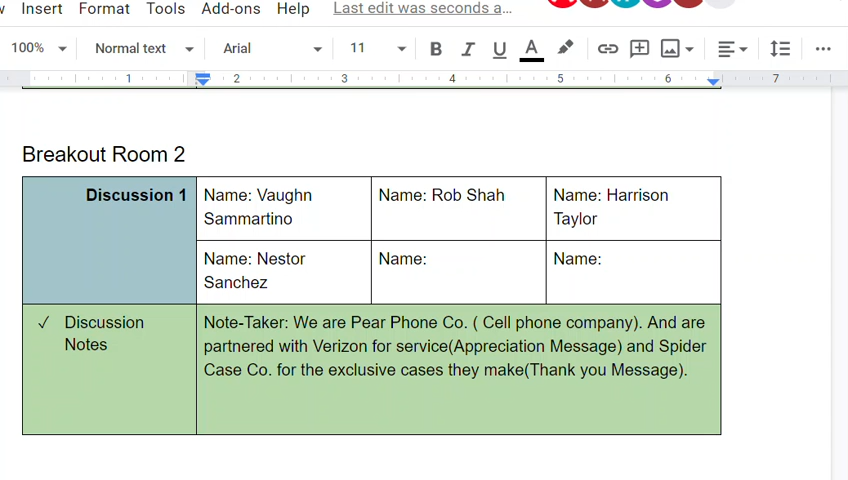 Insert Format Tools Add-ons Help Last edit was seconds a...
100% Normal text Arial 11 B I U A
1 2 3 4 5 6 7
Breakout Room 2
Discussion 1
Name: Vaughn
Sammartino
Name: Rob Shah
Name: Harrison
Taylor
Name: Nestor
Sanchez
Name:
Name:
✓ Discussion
Notes
Note-Taker: We are Pear Phone Co. ( Cell phone company). And are
partnered with Verizon for service(Appreciation Message) and Spider
Case Co. for the exclusive cases they make(Thank you Message).